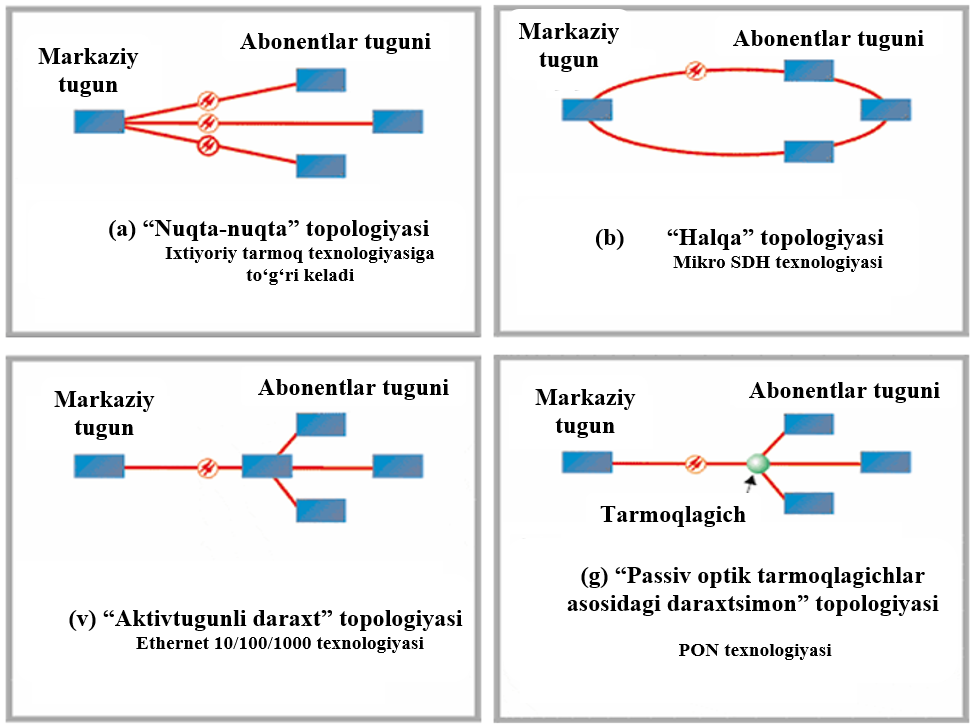 Markaziy
tugun
Abonentlar tuguni
(a) “Nuqta-nuqta” topologiyasi
Ixtiyoriy tarmoq texnologiyasiga
to‘g‘ri keladi
Markaziy
tugun
Abonentlar tuguni
(b) “Halqa” topologiyasi
Mikro SDH texnologiyasi
Markaziy
tugun
Abonentlar tuguni
(v) “Aktivtugunli daraxt” topologiyasi
Ethernet 10/100/1000 texnologiyasi
Markaziy
tugun
Abonentlar tuguni
Tarmoqlagich
(g) “Passiv optik tarmoqlagichlar
asosidagi daraxtsimon” topologiyasi
PON texnologiyasi